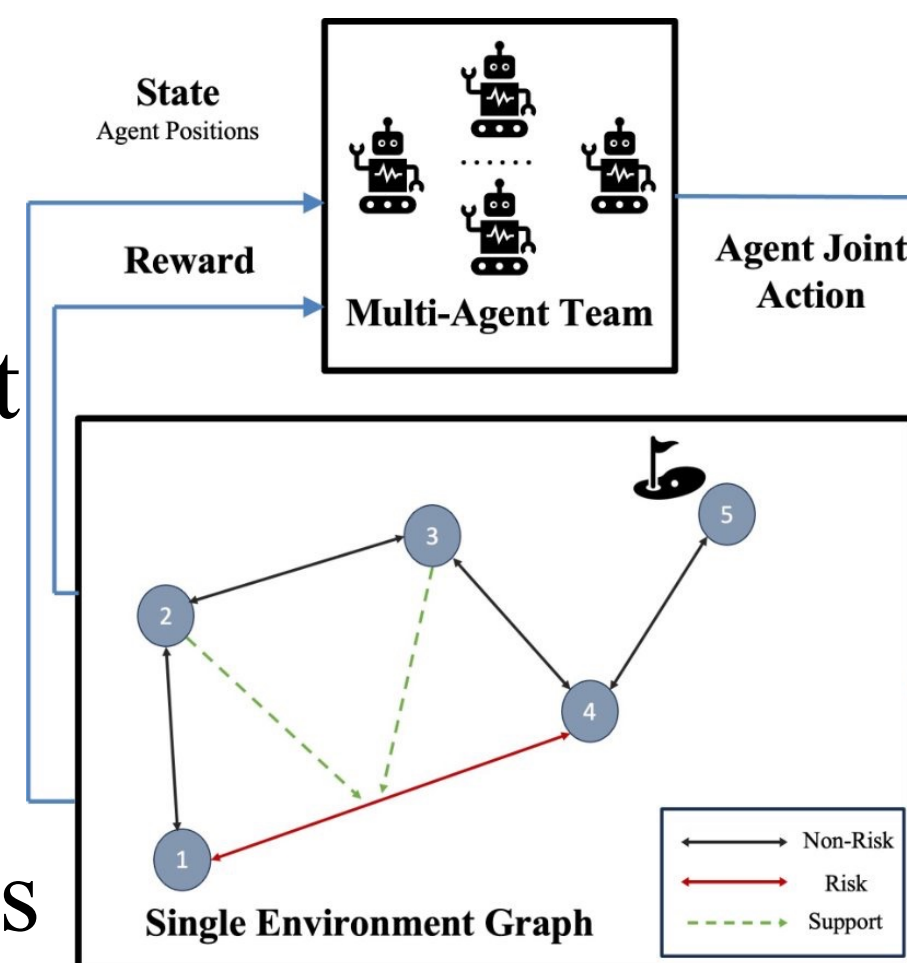 State
Agent Positions
Reward
Multi-Agent Team
Agent Joint
Action
t
3
5
2
4
1
Non-Risk
Risk
Support
s
Single Environment Graph